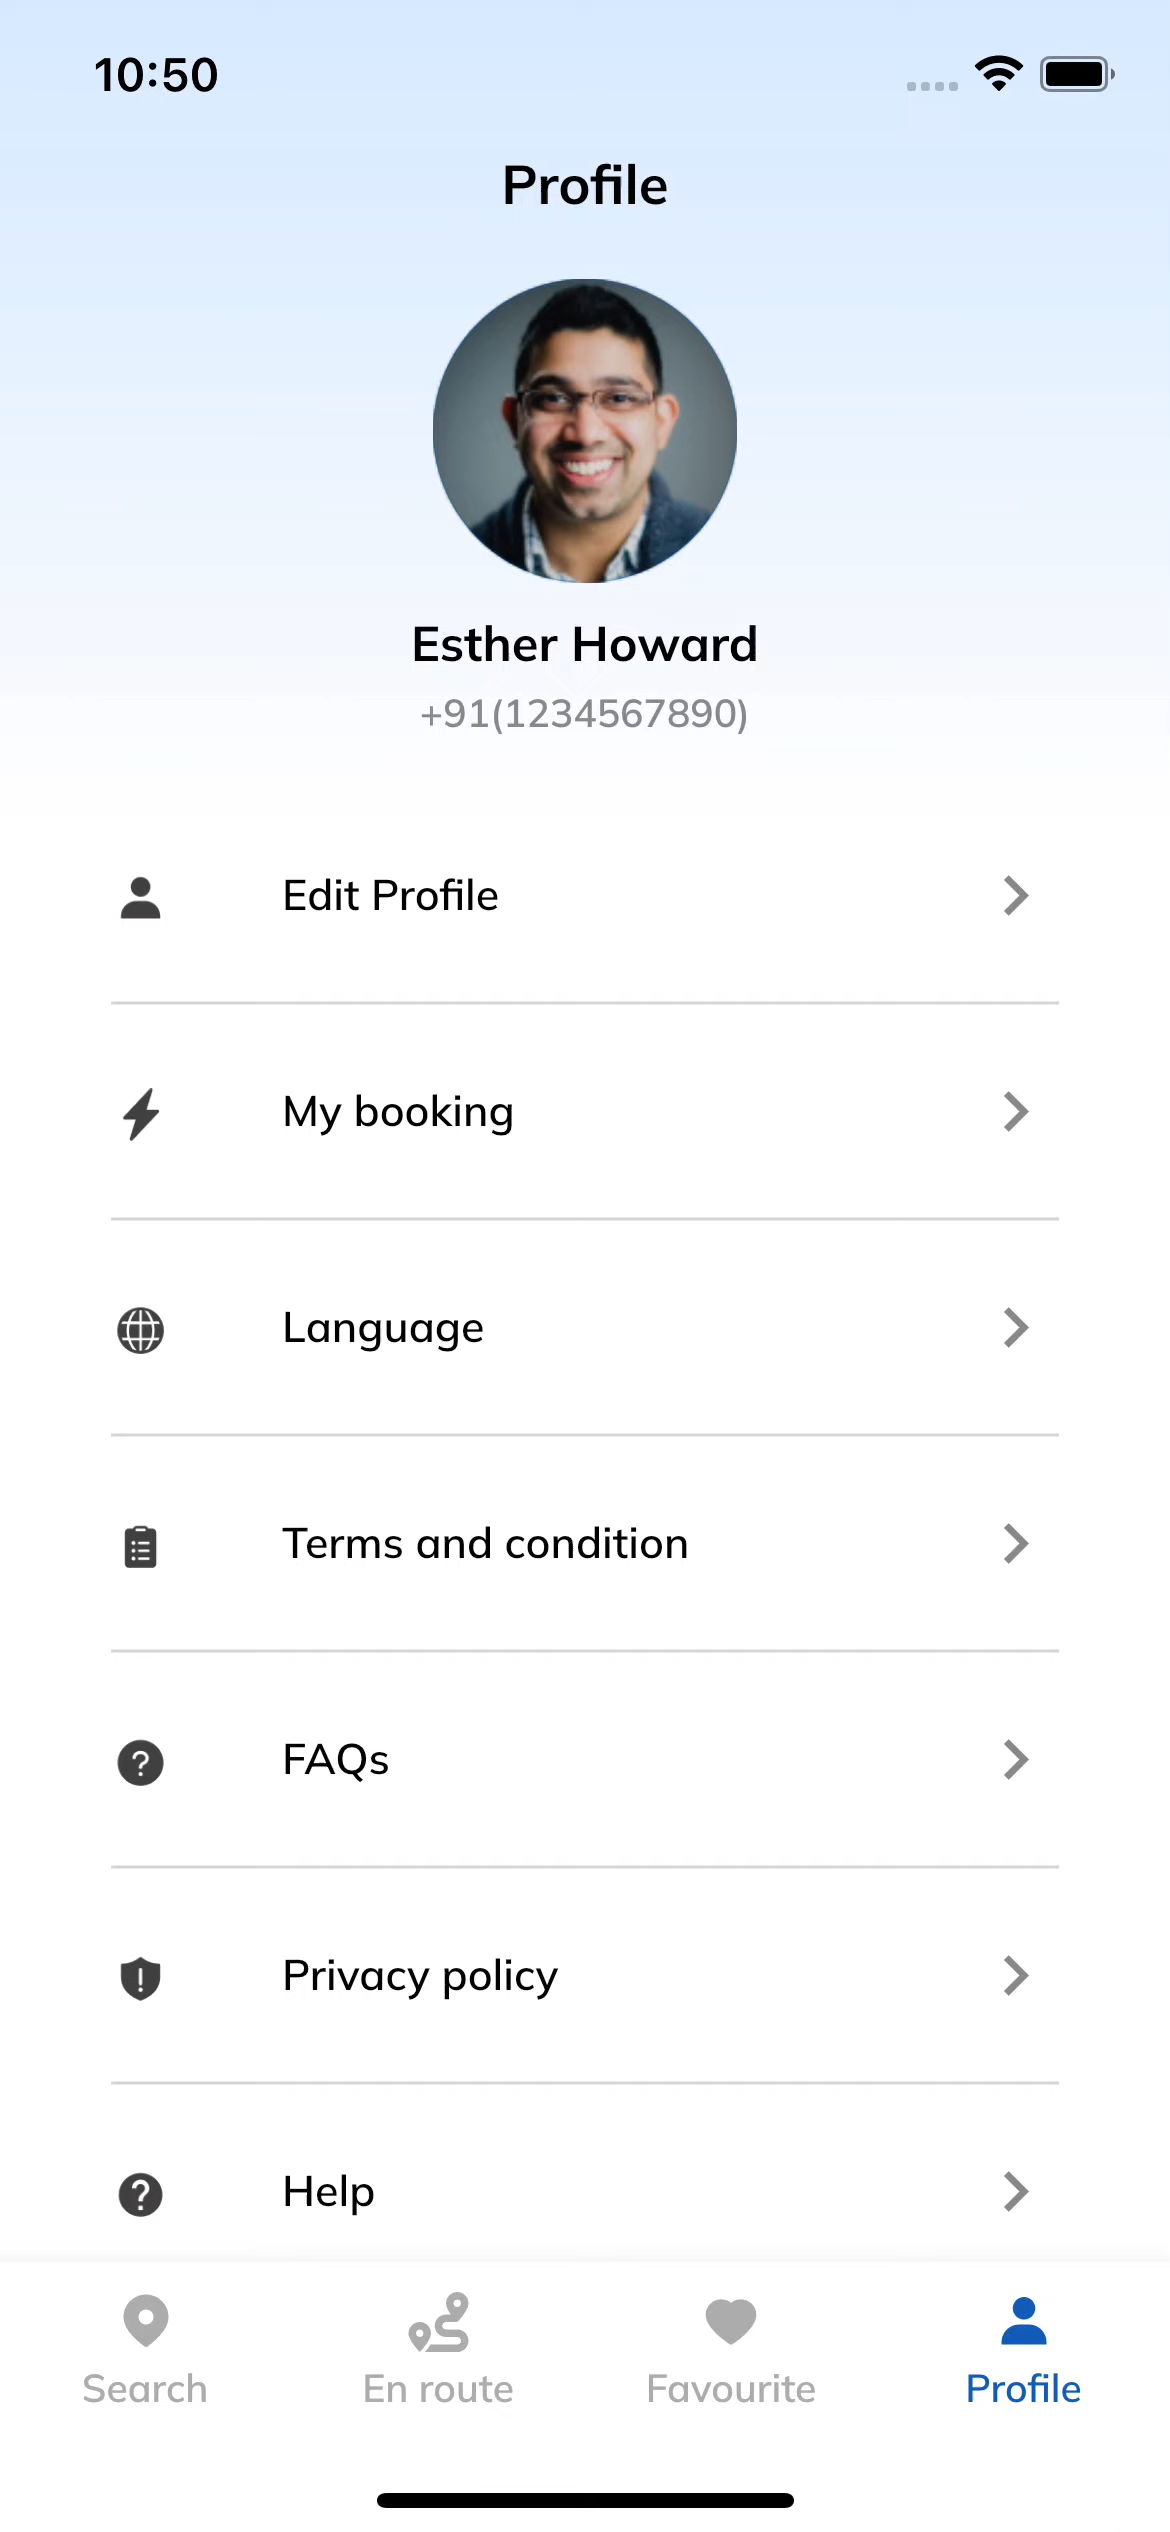 10:50
Profile
Esther Howard
+91(1234567890)
Edit Profile
My booking
Language
Terms and condition
FAQs
Privacy policy
Help
Search
En route
Favourite
Profile